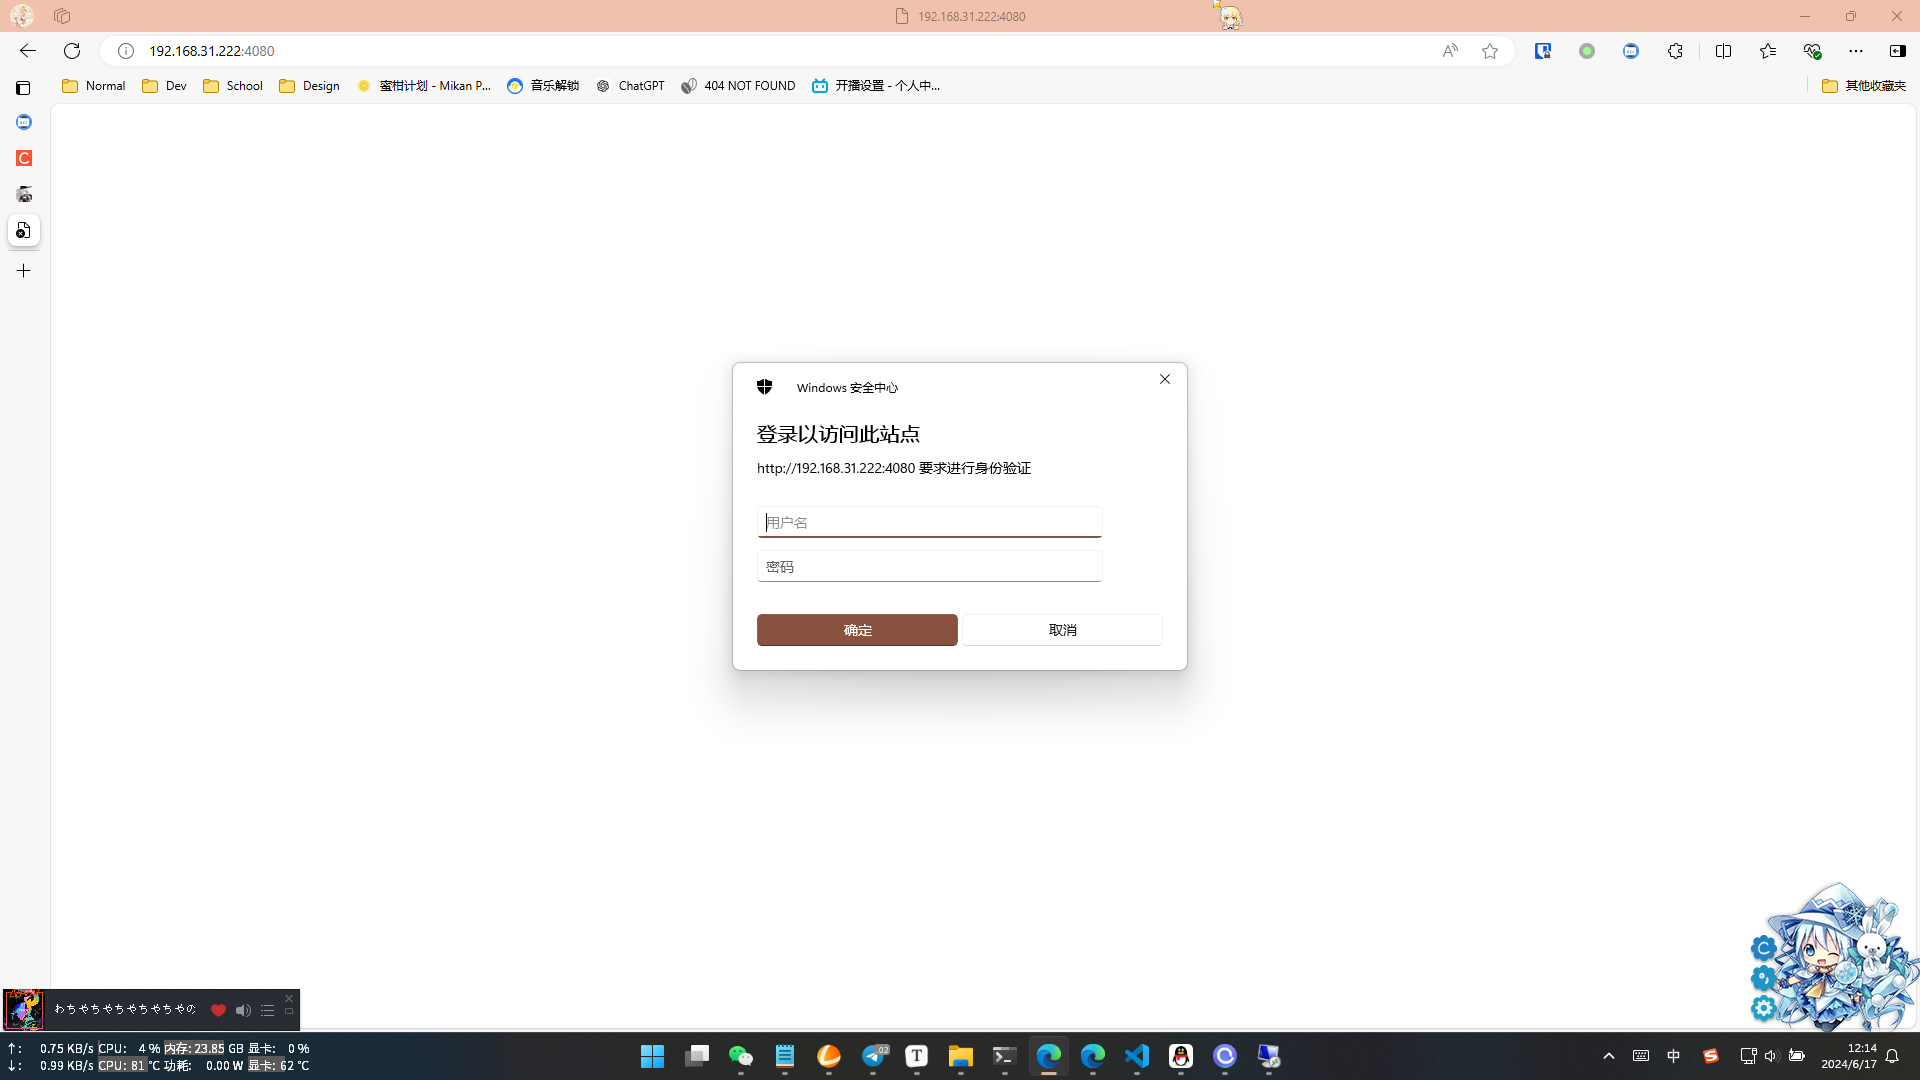 192.168.31.222:4080
192.168.31.222:4080
Normal
Dev
School
Design
蜜柑计划 - Mikan P...
音乐解锁
ChatGPT
404 NOT FOUND
开播设置 - 个人中...
其他收藏夹
Windows 安全中心
登录以访问此站点
http://192.168.31.222:4080 要求进行身份验证
用户名
密码
确定
取消
わちゃちゃちゃちゃちゃの
↑: 0.75 KB/s CPU: 4 % 内存: 23.85 GB 显卡: 0 %
↓: 0.99 KB/s CPU: 81 °C 功耗: 0.00 W 显卡: 62 °C
中
12:14
2024/6/17